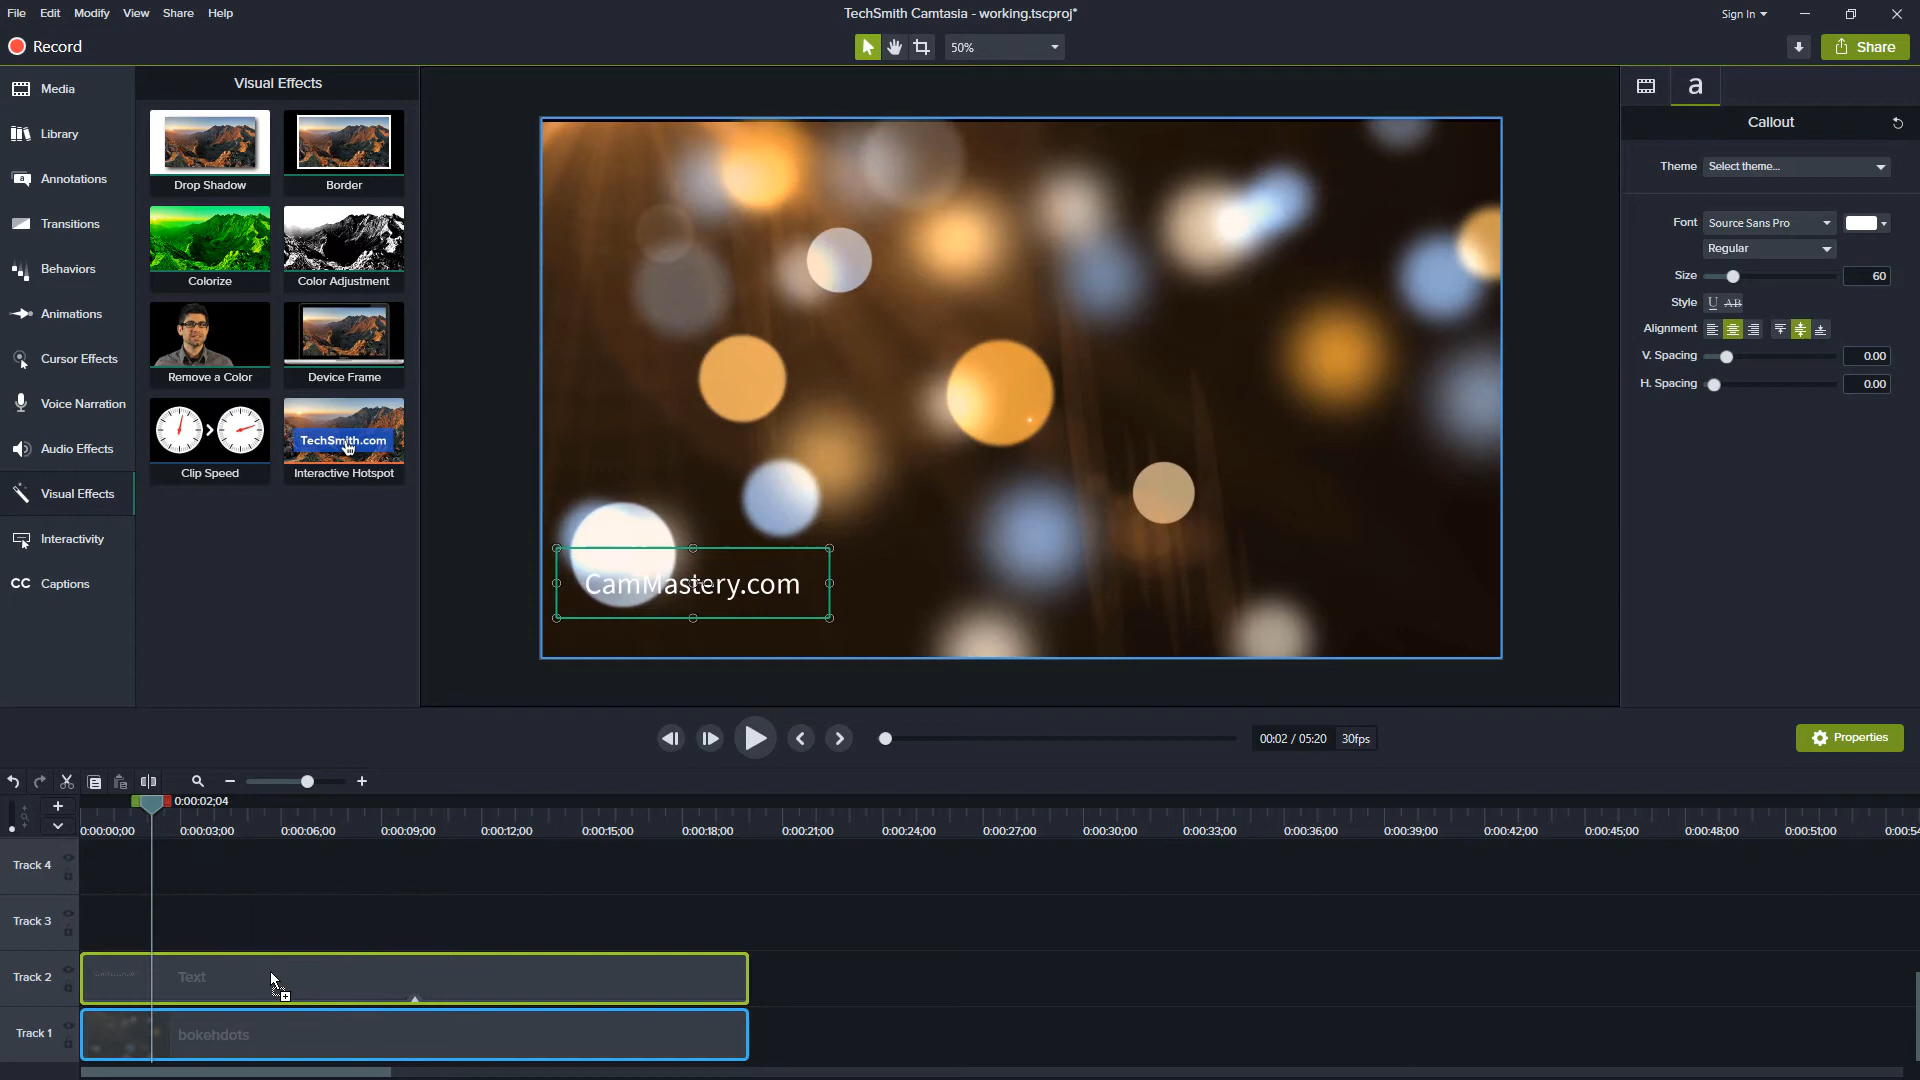 File Edit Modify View Share Help
TechSmith Camtasia - working.tscproj*
Sign In
Record
50%
Share
Media
Library
Annotations
Transitions
Behaviors
Animations
Cursor Effects
Voice Narration
Audio Effects
Visual Effects
Interactivity
CC Captions
Visual Effects
Drop Shadow
Border
Colorize
Color Adjustment
Remove a Color
Device Frame
TechSmith.com
Clip Speed
Interactive Hotspot
CamMastery.com
a
Callout
Theme Select theme...
Font Source Sans Pro
Regular
Size 60
Style U AB
Alignment
V. Spacing 0.00
H. Spacing 0.00
00:02 / 05:20 30fps
Properties
0:00:02;04
0:00:00;00 0:00:03;00 0:00:06;00 0:00:09;00 0:00:12;00 0:00:15;00 0:00:18;00 0:00:21;00 0:00:24;00 0:00:27;00 0:00:30;00 0:00:33;00 0:00:36;00 0:00:39;00 0:00:42;00 0:00:45;00 0:00:48;00 0:00:51;00 0:00:54
Track 4
Track 3
Track 2 Text
Track 1 bokehdots